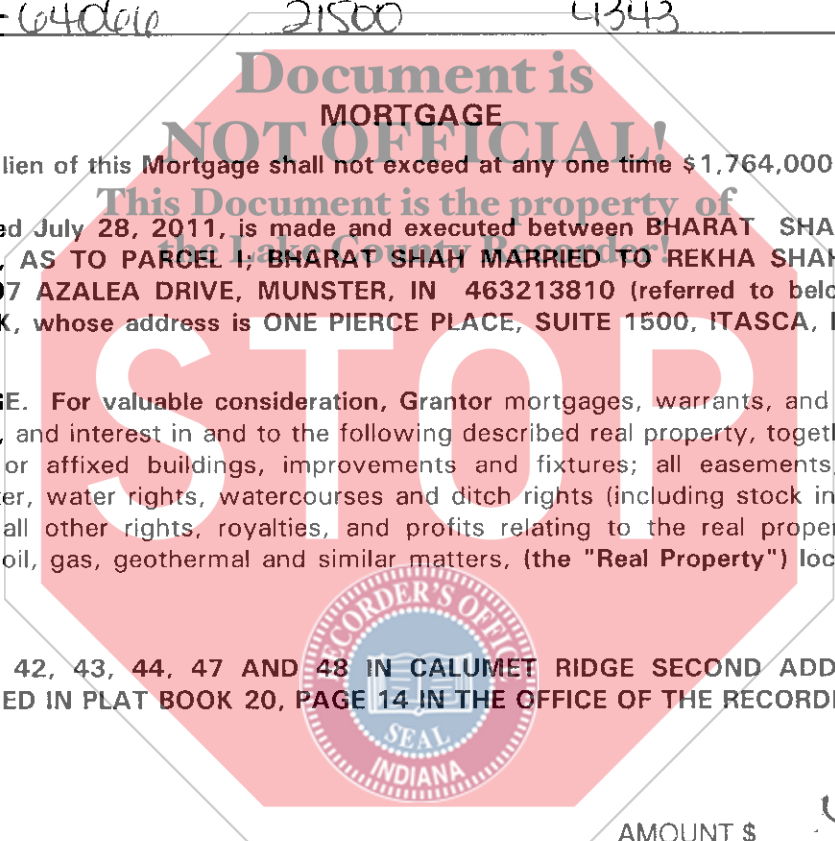 21500 4343
Document is
MORTGAGE
NOT OFFICIAL!
lien of this Mortgage shall not exceed at any one time $1,764,000
This Document is the property of
ed July 28, 2011, is made and executed between BHARAT SHA
the Lake County Recorder!
, AS TO PARCEL I; BHARAT SHAH MARRIED TO REKHA SHAH
07 AZALEA DRIVE, MUNSTER, IN 463213810 (referred to belo
K, whose address is ONE PIERCE PLACE, SUITE 1500, ITASCA, I
STOP
GE. For valuable consideration, Grantor mortgages, warrants, and
, and interest in and to the following described real property, togeth
or affixed buildings, improvements and fixtures; all easements,
ter, water rights, watercourses and ditch rights (including stock in
all other rights, royalties, and profits relating to the real proper
oil, gas, geothermal and similar matters, (the "Real Property") loc
RECORDER'S OFFICE
42, 43, 44, 47 AND 48 IN CALUMET RIDGE SECOND ADD
ED IN PLAT BOOK 20, PAGE 14 IN THE OFFICE OF THE RECORD
SEAL
INDIANA
AMOUNT $